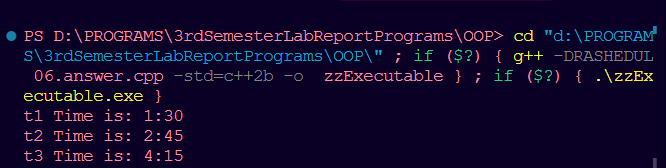 PS D:\PROGRAMS\3rdSemesterLabReportPrograms\OOP> cd "d:\PROGRAM
S\3rdSemesterLabReportPrograms\OOP\" ; if ($?) { g++ -DRASHEDUL
 06.answer.cpp -std=c++2b -o  zzExecutable } ; if ($?) { .\zzEx
ecutable.exe }
t1 Time is: 1:30
t2 Time is: 2:45
t3 Time is: 4:15